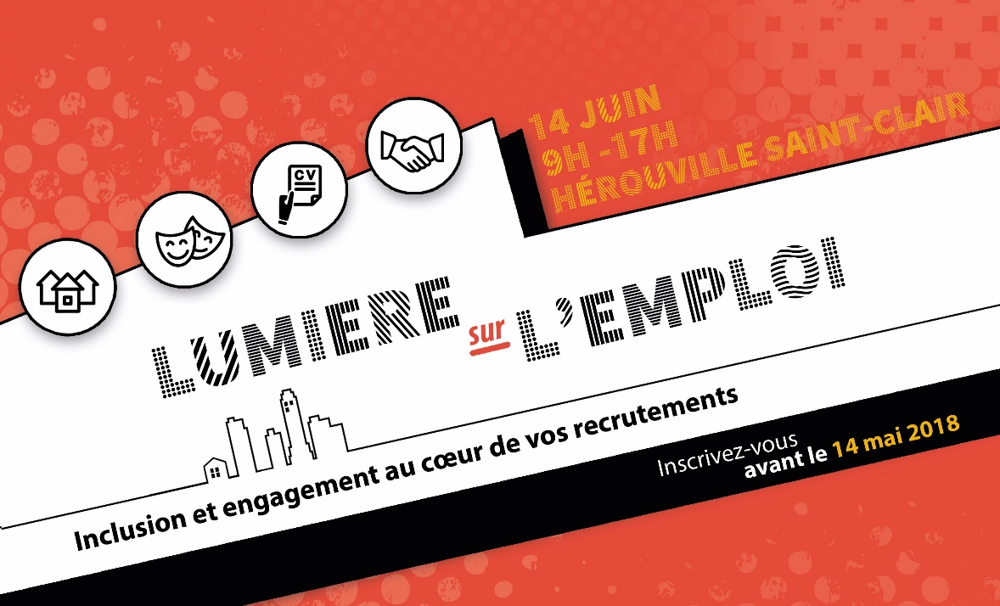 14 JUIN
9H -17H
HÉROUVILLE SAINT-CLAIR
CV
LUMIERE sur L'EMPLOI
Inclusion et engagement au cœur de vos recrutements
Inscrivez-vous
avant le 14 mai 2018